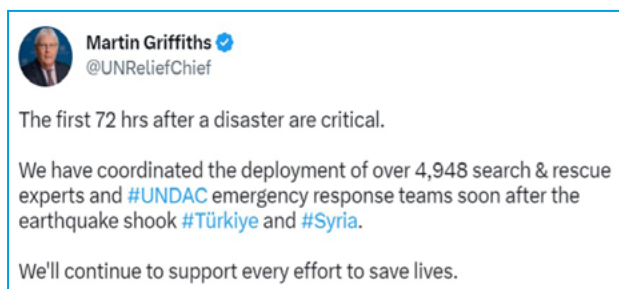 Martin Griffiths
@UNReliefChief
The first 72 hrs after a disaster are critical.
We have coordinated the deployment of over 4,948 search & rescue
experts and #UNDAC emergency response teams soon after the
earthquake shook #Türkiye and #Syria.
We'll continue to support every effort to save lives.